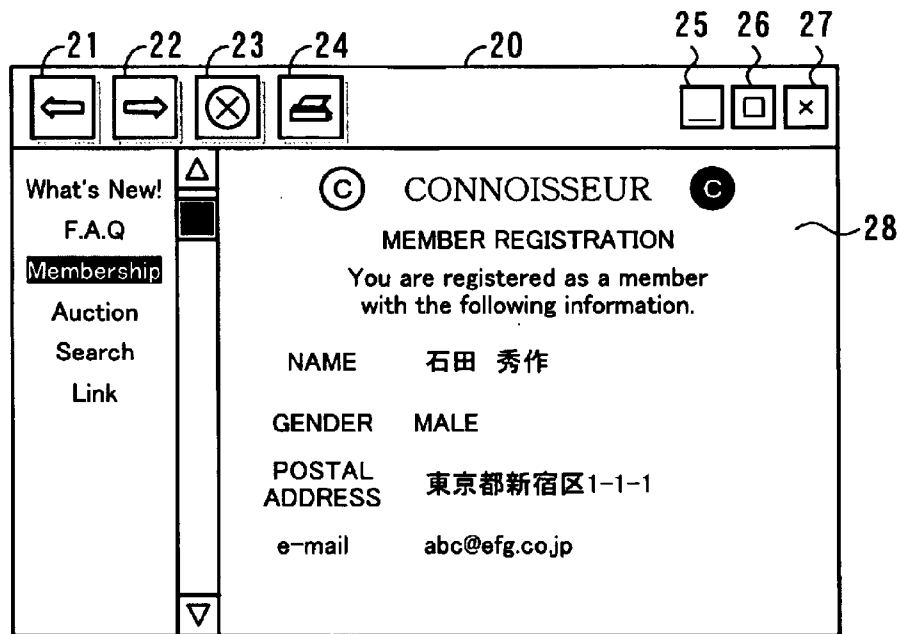 21 22 23 24 20 25 26 27
What's New!
F.A.Q
Membership
Auction
Search
Link
C CONNOISSEUR C
28
MEMBER REGISTRATION
You are registered as a member
with the following information.
NAME 石田 秀作
GENDER MALE
POSTAL
ADDRESS 東京都新宿区1-1-1
e-mail abc@efg.co.jp